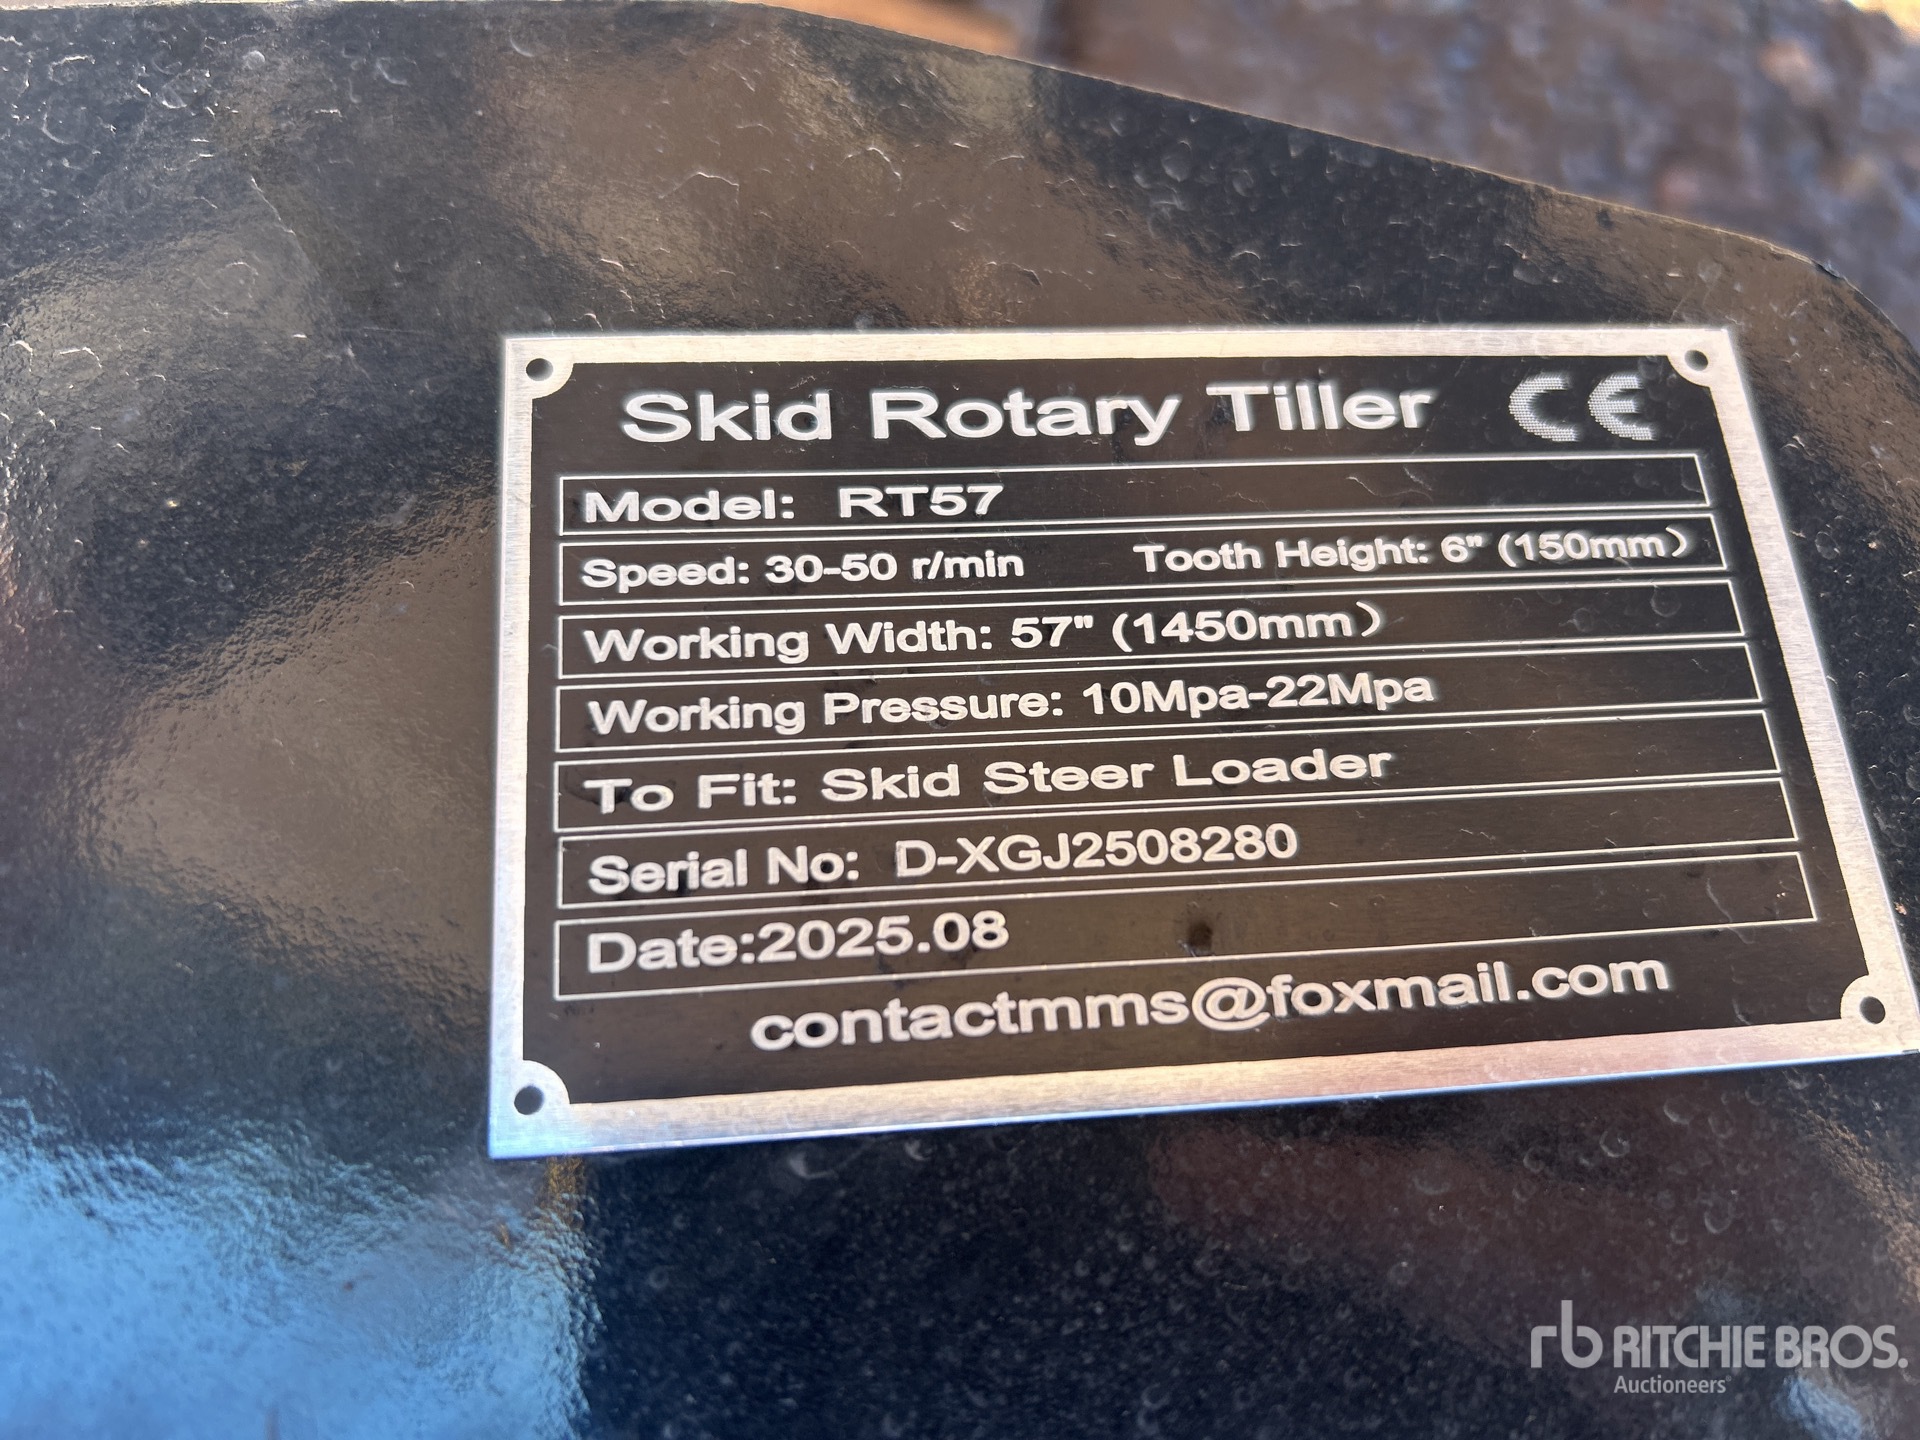 Skid Rotary Tiller CE
Model: RT57
Speed: 30-50 r/min Tooth Height: 6" (150mm)
Working Width: 57" (1450mm)
Working Pressure: 10Mpa-22Mpa
To Fit: Skid Steer Loader
Serial No: D-XGJ2508280
Date:2025.08
contactmms@foxmail.com
rb RITCHIE BROS.
Auctioneers